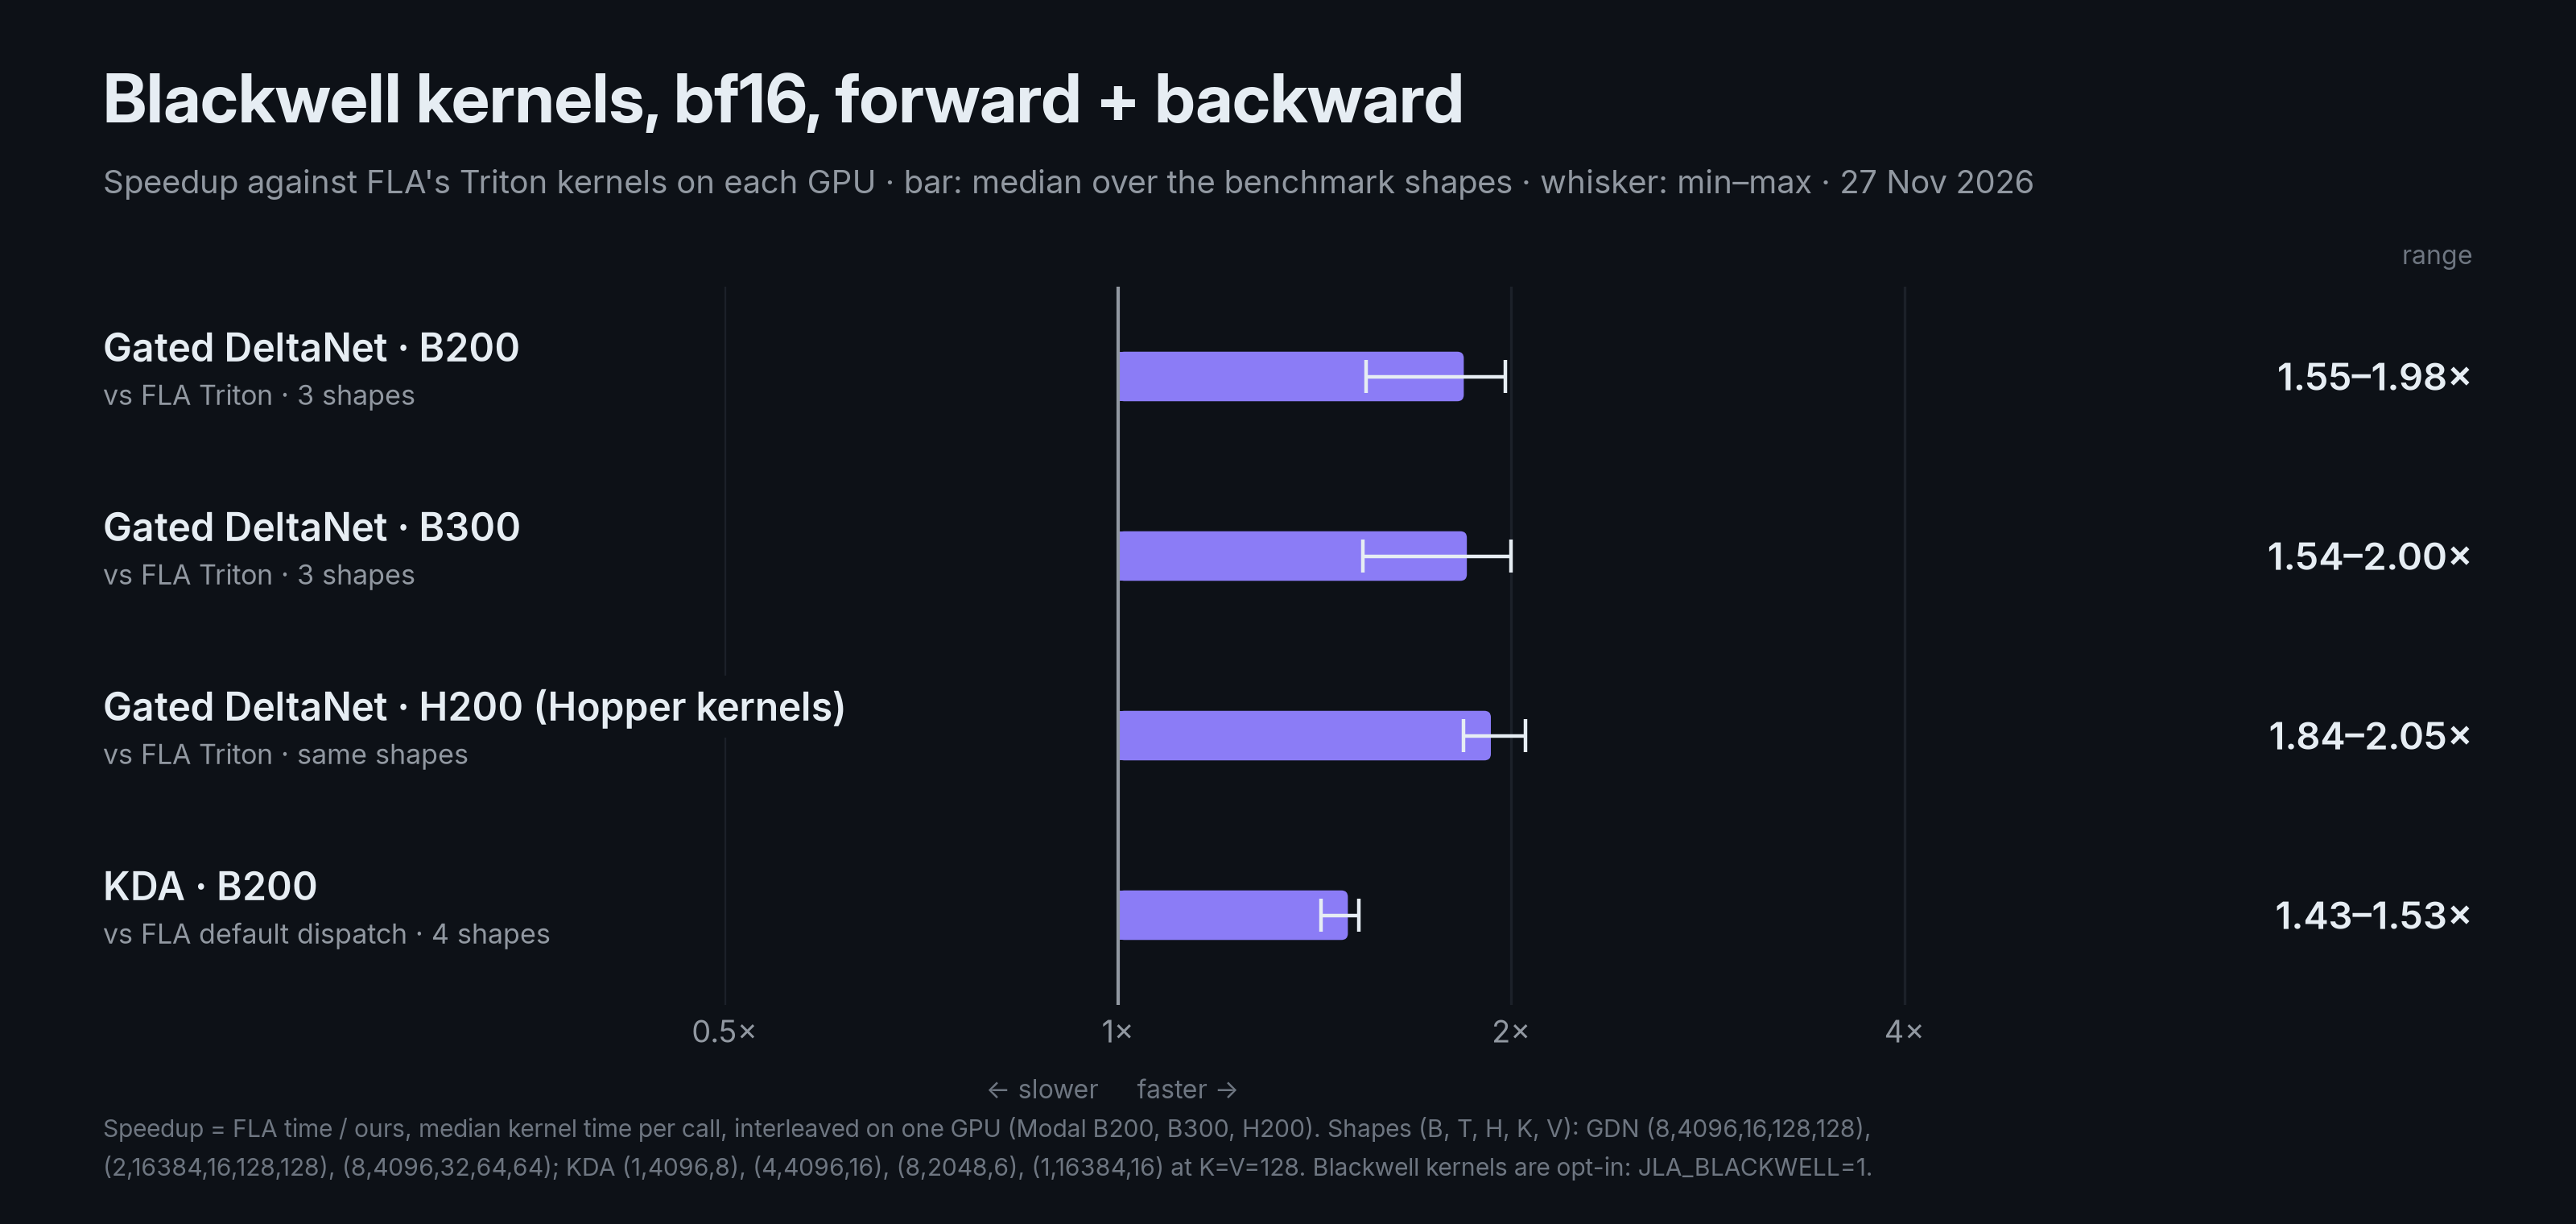 Blackwell kernels, bf16, forward + backward
Speedup against FLA's Triton kernels on each GPU · bar: median over the benchmark shapes · whisker: min–max · 27 Nov 2026
range
Gated DeltaNet · B200
vs FLA Triton · 3 shapes
1.55–1.98×
Gated DeltaNet · B300
vs FLA Triton · 3 shapes
1.54–2.00×
Gated DeltaNet · H200 (Hopper kernels)
vs FLA Triton · same shapes
1.84–2.05×
KDA · B200
vs FLA default dispatch · 4 shapes
1.43–1.53×
0.5× 1× 2× 4×
← slower faster →
Speedup = FLA time / ours, median kernel time per call, interleaved on one GPU (Modal B200, B300, H200). Shapes (B, T, H, K, V): GDN (8,4096,16,128,128),
(2,16384,16,128,128), (8,4096,32,64,64); KDA (1,4096,8), (4,4096,16), (8,2048,6), (1,16384,16) at K=V=128. Blackwell kernels are opt-in: JLA_BLACKWELL=1.